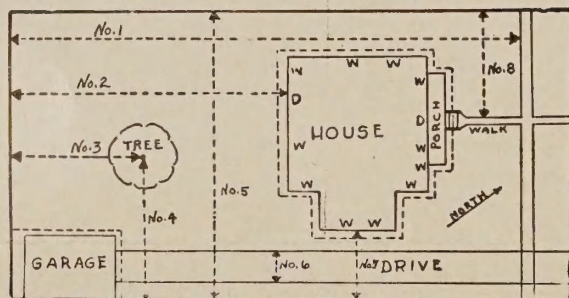 No.1
No.8
W W W
No.2
W
D
W
D
HOUSE
PORCH
WALK
No.3
TREE
W
W
W
No.4
No.5
NORTH
W W
GARAGE
No.6
No.7
DRIVE